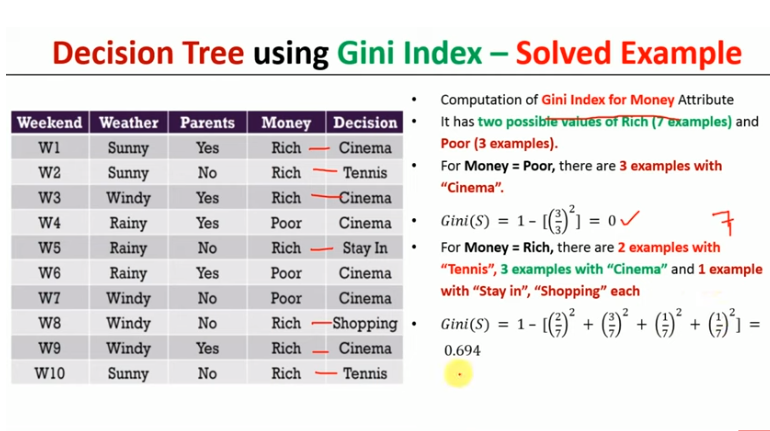 Decision Tree using Gini Index – Solved Example
Weekend Weather Parents Money Decision
W1 Sunny Yes Rich Cinema
W2 Sunny No Rich Tennis
W3 Windy Yes Rich Cinema
W4 Rainy Yes Poor Cinema
W5 Rainy No Rich Stay In
W6 Rainy Yes Poor Cinema
W7 Windy No Poor Cinema
W8 Windy No Rich Shopping
W9 Windy Yes Rich Cinema
W10 Sunny No Rich Tennis
• Computation of Gini Index for Money Attribute
• It has two possible values of Rich (7 examples) and
Poor (3 examples).
• For Money = Poor, there are 3 examples with
“Cinema”.
• Gini(S) = 1 - [(3/3)²] = 0 ✓ 7
• For Money = Rich, there are 2 examples with
“Tennis”, 3 examples with “Cinema” and 1 example
with “Stay in”, “Shopping” each
• Gini(S) = 1 - [(2/7)² + (3/7)² + (1/7)² + (1/7)²] =
0.694